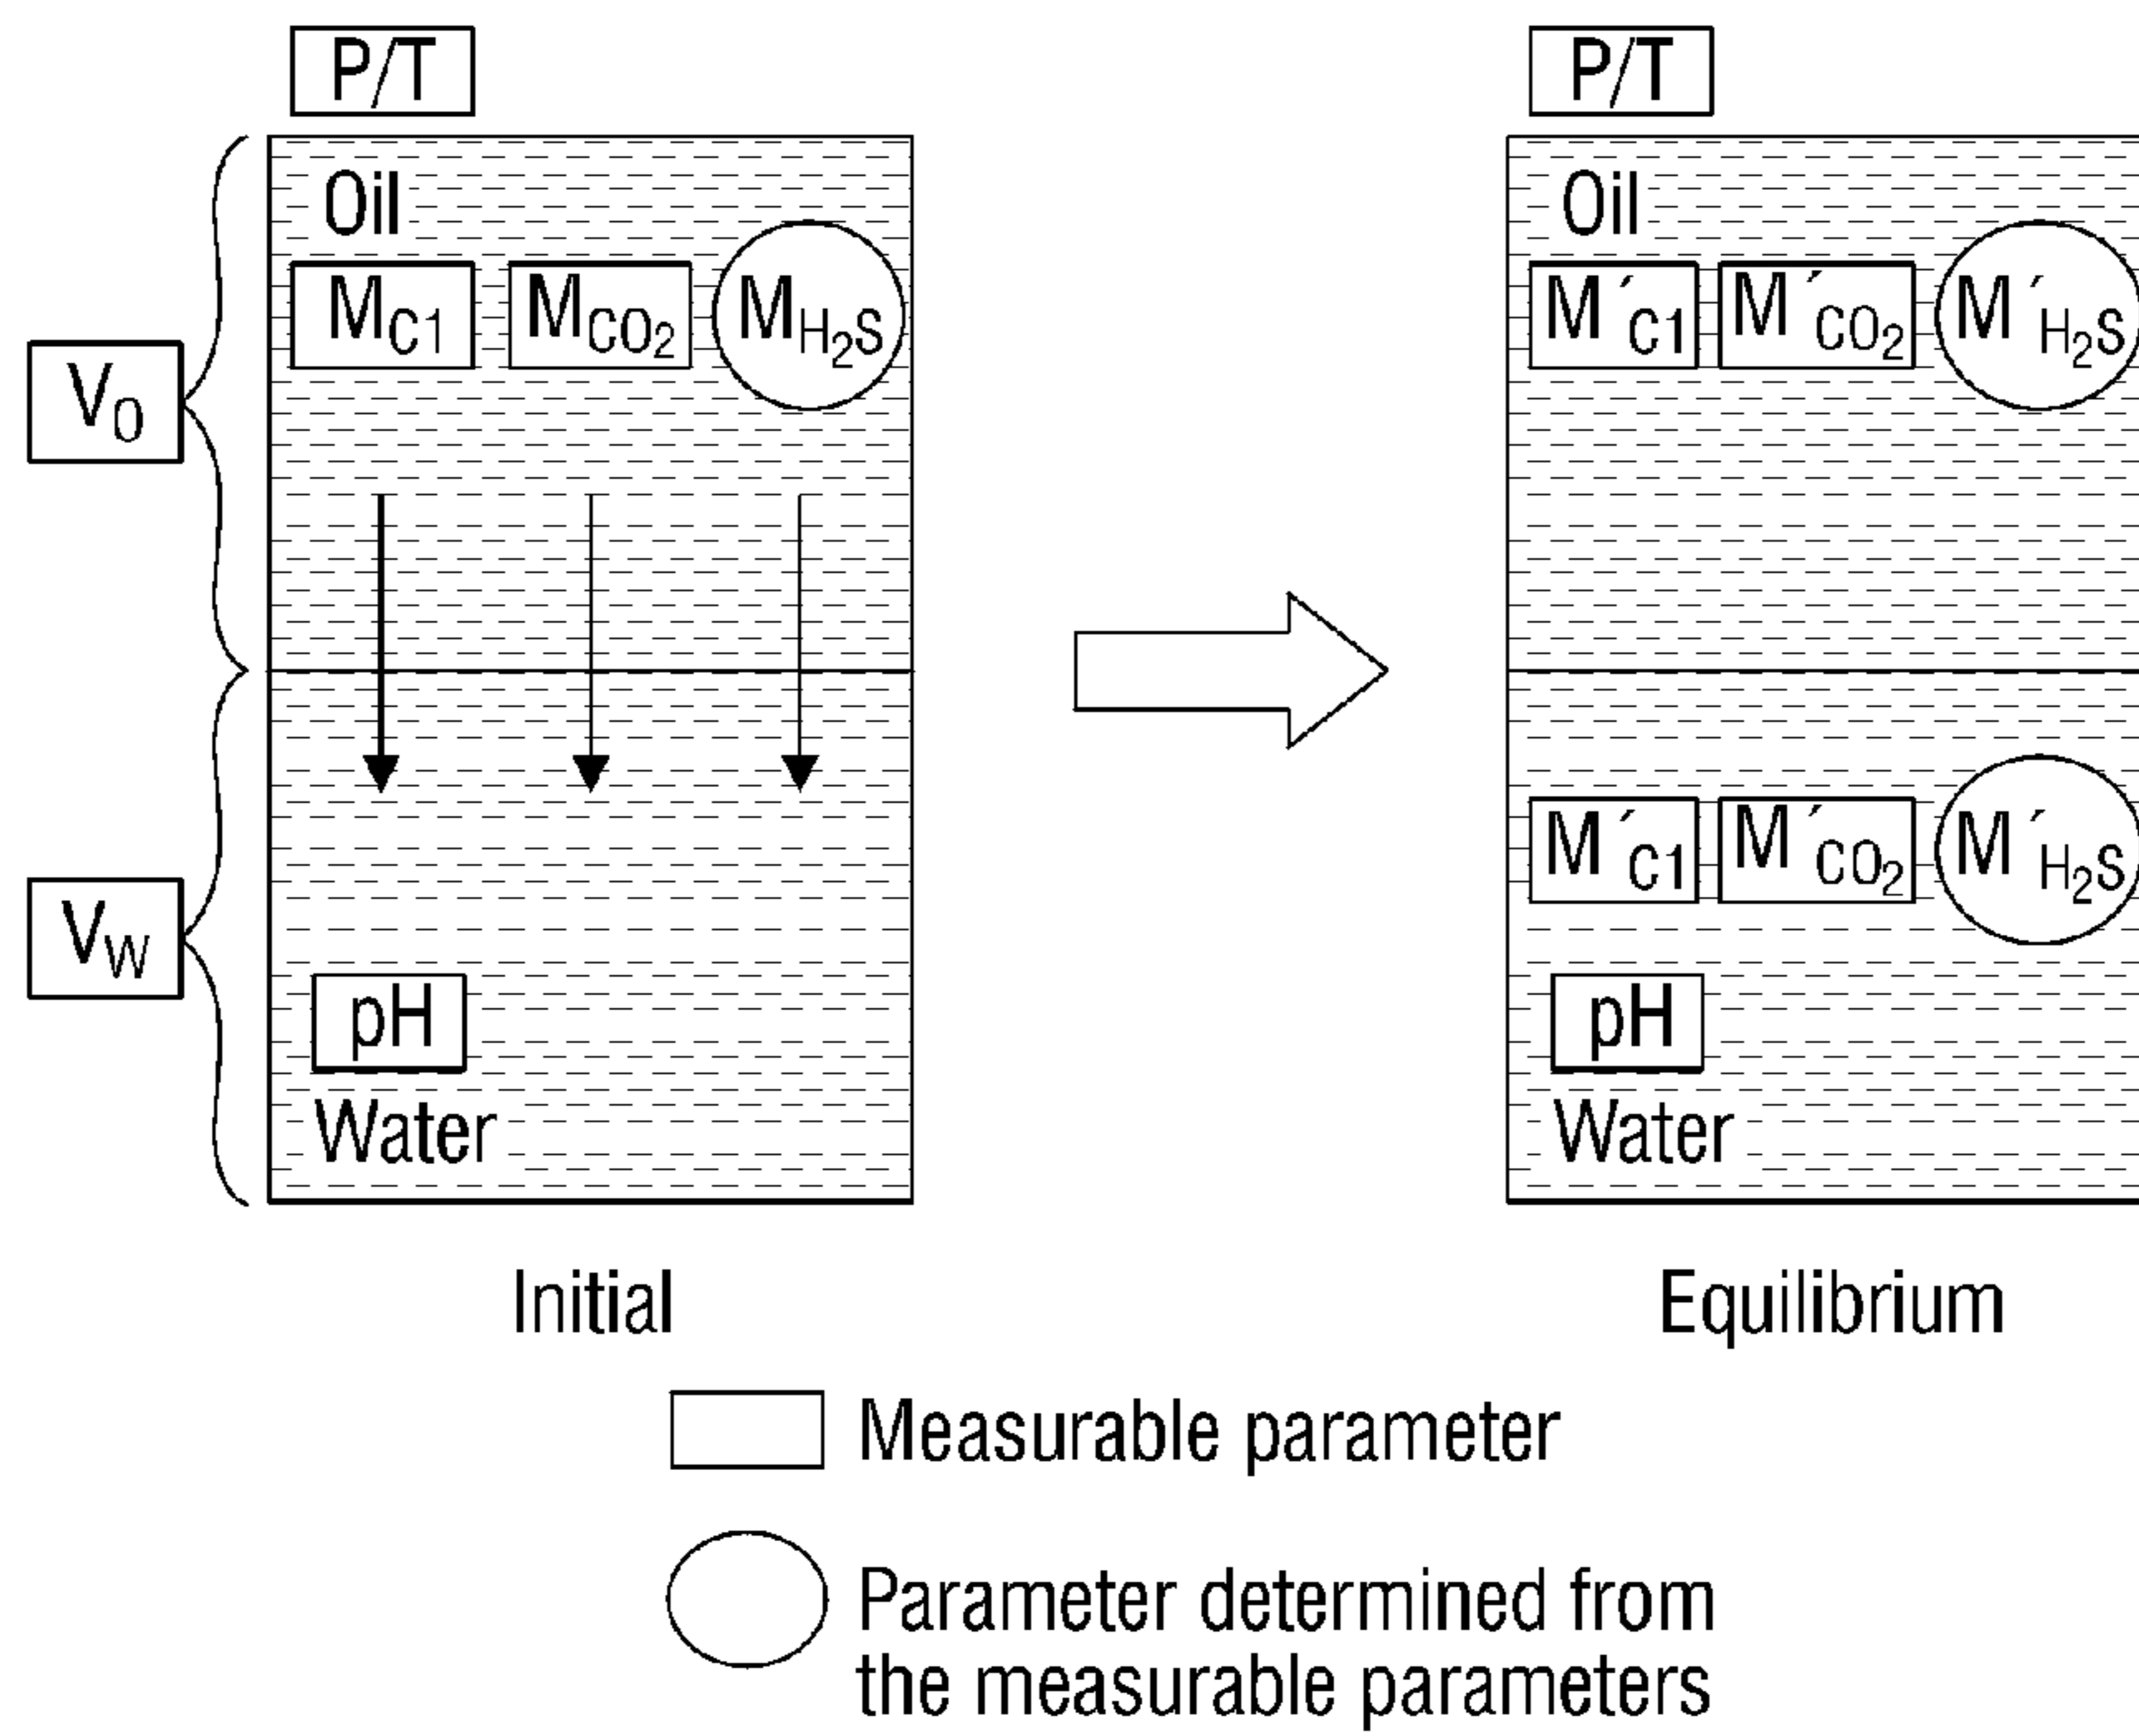 P/T P/T
Oil Oil
M_C1 M_CO₂ M_H₂S M´_C1 M´_CO₂ M´_H₂S
V_O
M´_C1 M´_CO₂ M´_H₂S
V_W
pH pH
Water Water
Initial Equilibrium
Measurable parameter
Parameter determined from
the measurable parameters